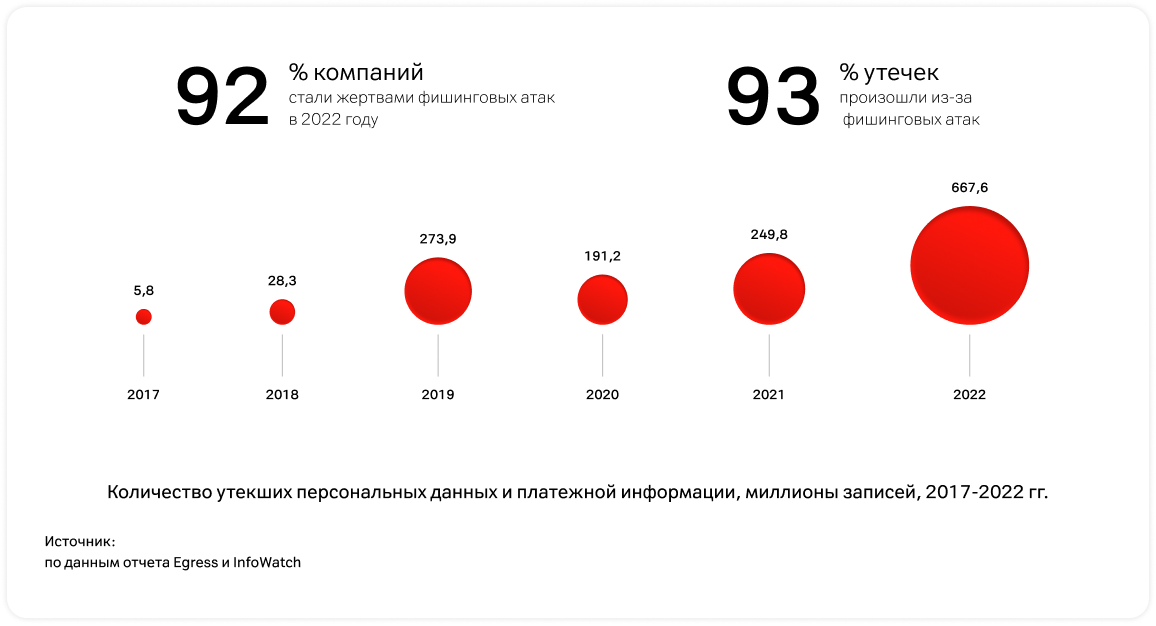 92
% компаний
стали жертвами фишинговых атак
в 2022 году
93
% утечек
произошли из-за
фишинговых атак
5,8
28,3
273,9
191,2
249,8
667,6
2017
2018
2019
2020
2021
2022
Количество утекших персональных данных и платежной информации, миллионы записей, 2017-2022 гг.
Источник:
по данным отчета Egress и InfoWatch